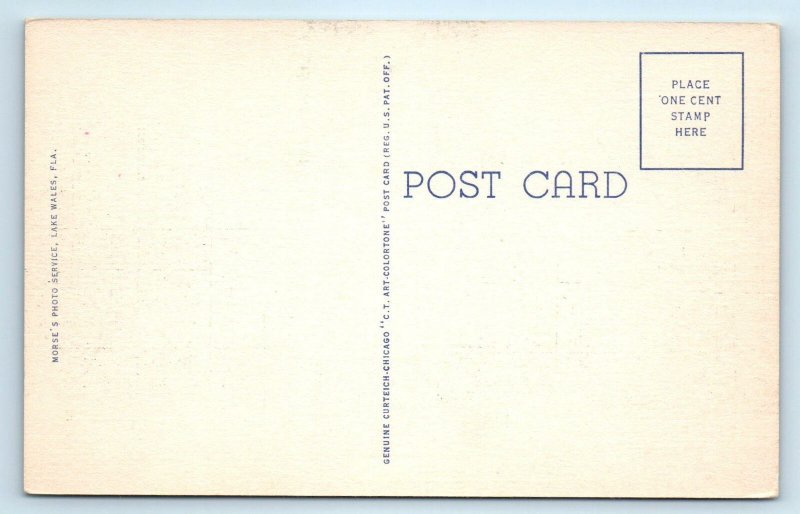 MORSE'S PHOTO SERVICE, LAKE WALES, FLA.
GENUINE CURTEICH-CHICAGO "C.T. ART-COLORTONE" POST CARD (REG. U.S. PAT. OFF.)
POST CARD
PLACE
ONE CENT
STAMP
HERE